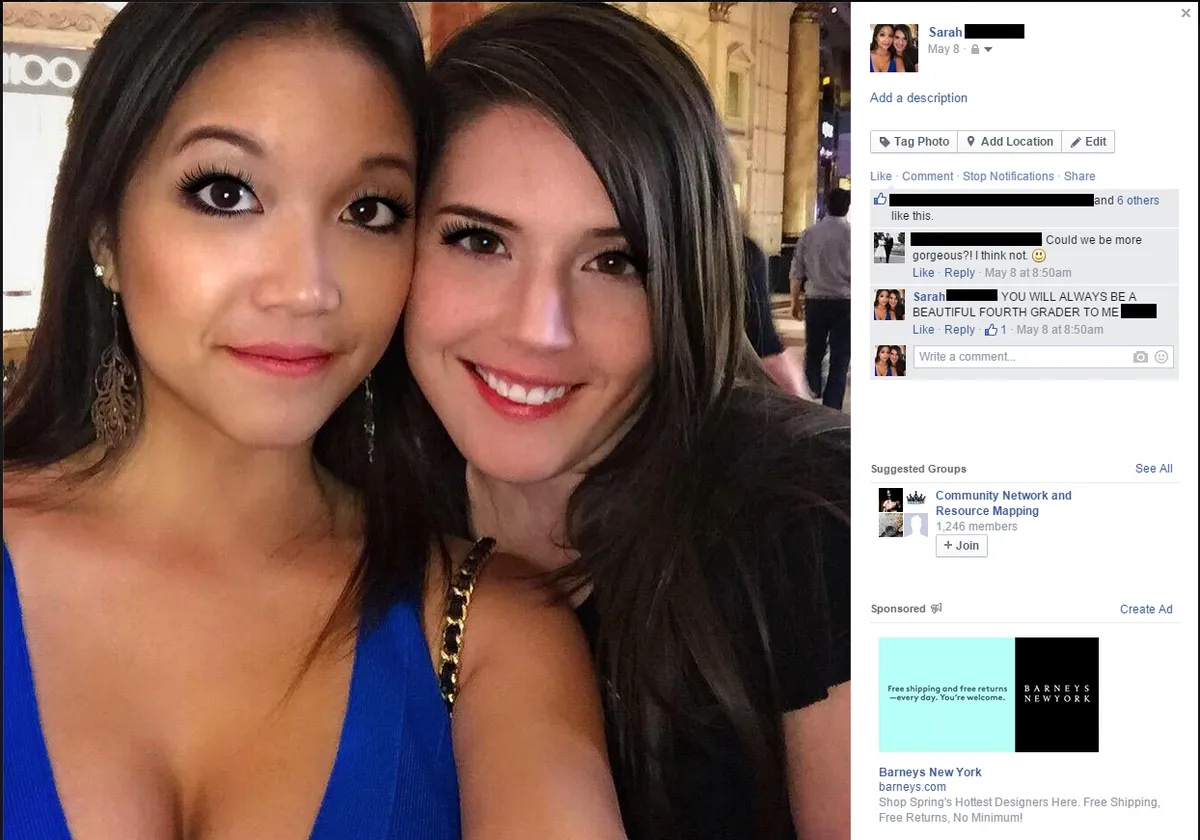 100
Sarah
May 8 ·
Add a description
Tag Photo
Add Location
Edit
Like · Comment · Stop Notifications · Share
and 6 others
like this.
Could we be more
gorgeous?! I think not.
Like · Reply · May 8 at 8:50am
Sarah YOU WILL ALWAYS BE A
BEAUTIFUL FOURTH GRADER TO ME
Like · Reply · 1 · May 8 at 8:50am
Write a comment...
Suggested Groups
See All
Community Network and
Resource Mapping
1,246 members
+ Join
Sponsored
Create Ad
Free shipping and free returns
—every day. You're welcome.
BARNEYS
NEWYORK
Barneys New York
barneys.com
Shop Spring's Hottest Designers Here. Free Shipping,
Free Returns, No Minimum!